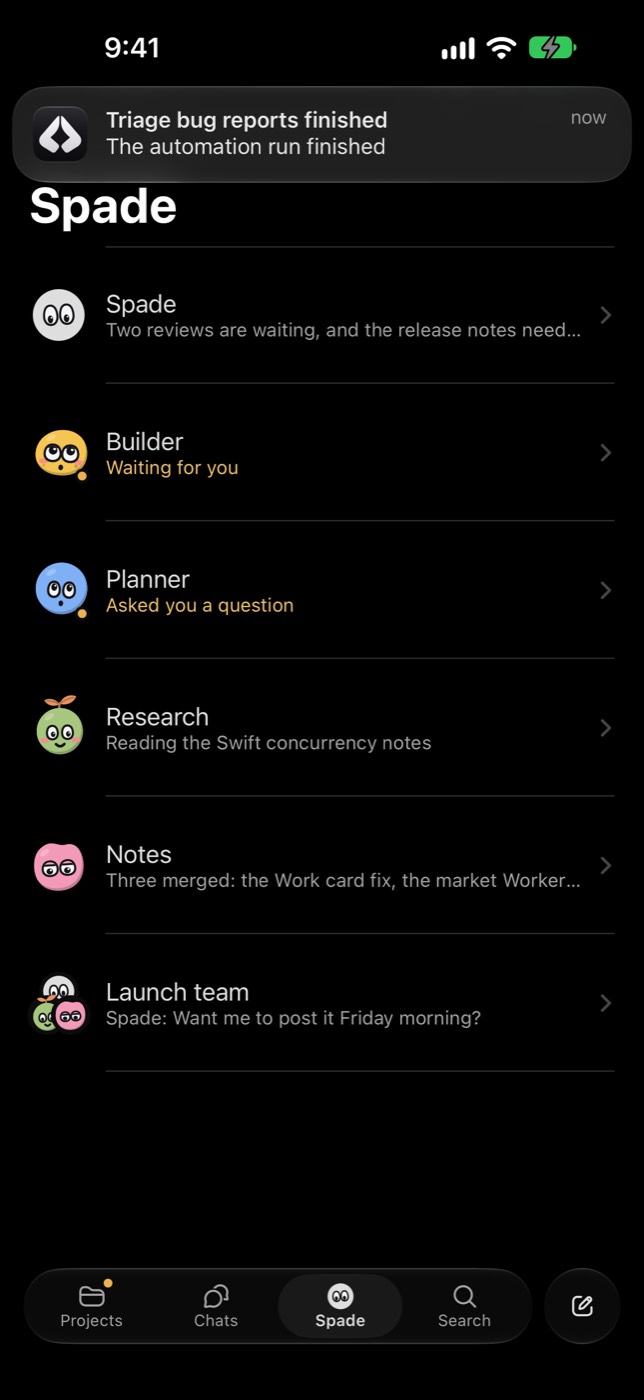 9:41
Triage bug reports finished
now
The automation run finished
Spade
Spade
Two reviews are waiting, and the release notes need...
Builder
Waiting for you
Planner
Asked you a question
Research
Reading the Swift concurrency notes
Notes
Three merged: the Work card fix, the market Worker...
Launch team
Spade: Want me to post it Friday morning?
Projects
Chats
Spade
Search